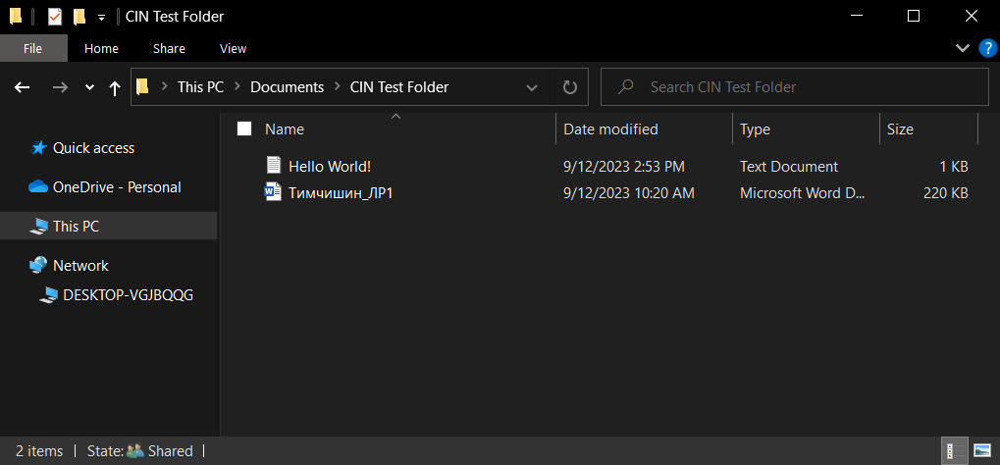 CIN Test Folder
File Home Share View
This PC Documents CIN Test Folder Search CIN Test Folder
Name Date modified Type Size
Quick access
OneDrive - Personal
This PC
Network
DESKTOP-VGJBQQG
Hello World! 9/12/2023 2:53 PM Text Document 1 KB
Тимчишин_ЛР1 9/12/2023 10:20 AM Microsoft Word D... 220 KB
2 items State: Shared